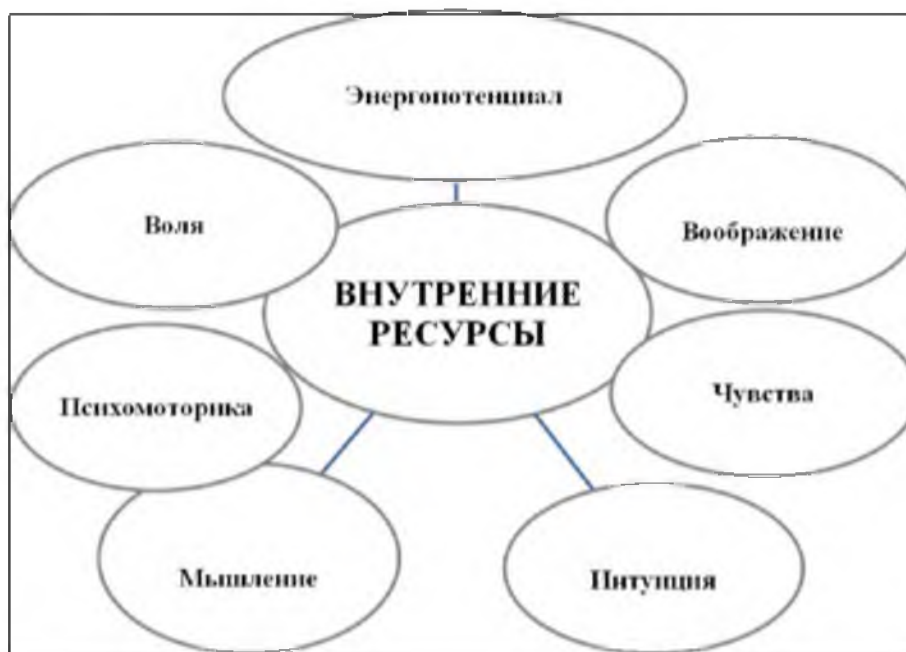 Энергопотенциал
Воля
Воображение
ВНУТРЕННИЕ
РЕСУРСЫ
Психомоторика
Чувства
Мышление
Интуиция